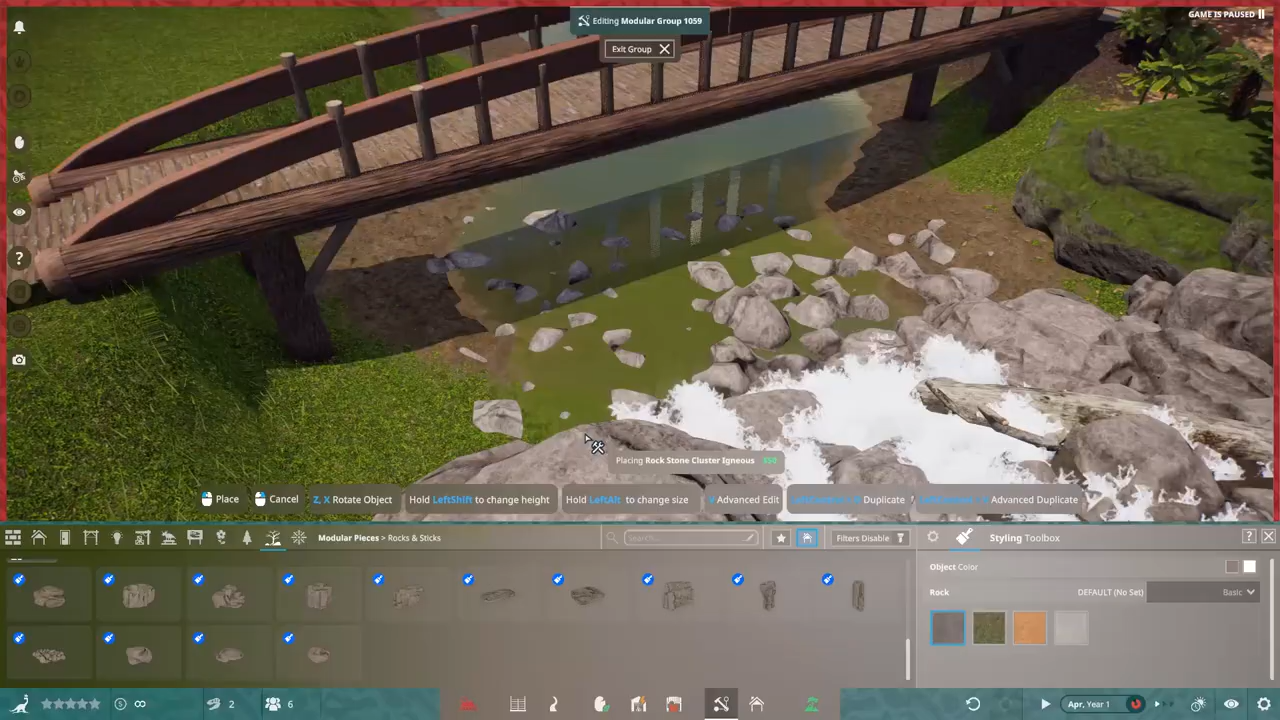 Editing Modular Group 1059
GAME IS PAUSED
Exit Group
Placing Rock Stone Cluster Igneous
Place
Cancel
Z, X Rotate Object
Hold LeftShift to change height
Hold LeftAlt to change size
Advanced Edit
Duplicate
Advanced Duplicate
Modular Pieces > Rocks & Sticks
Search...
Filters Disable
Styling Toolbox
?
Object Color
Rock
DEFAULT (No Set)
Basic
?
2
6
Apr, Year 1